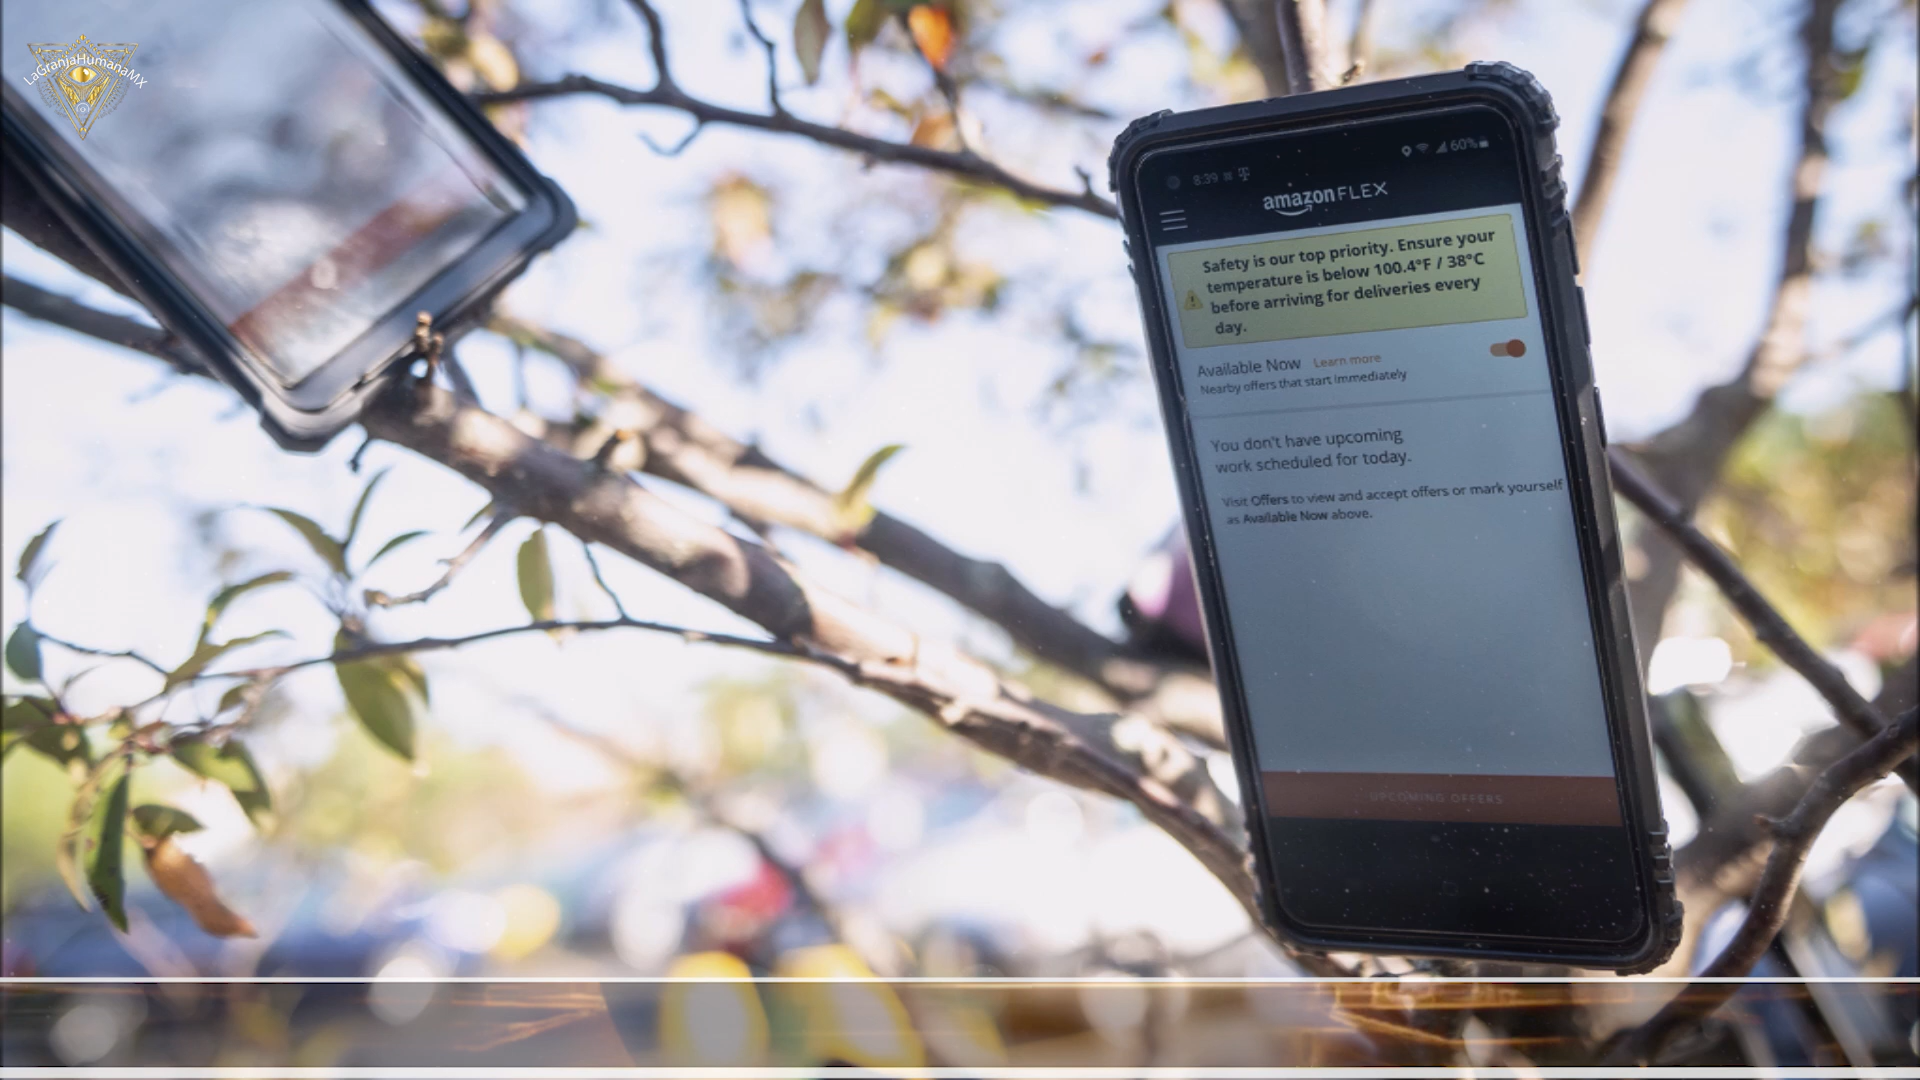 LaGranjaHumanaMX
8:39
60%
amazon FLEX
Safety is our top priority. Ensure your
temperature is below 100.4°F / 38°C
before arriving for deliveries every
day.
Available Now Learn more
Nearby offers that start immediately
You don't have upcoming
work scheduled for today.
Visit Offers to view and accept offers or mark yourself
as Available Now above.
UPCOMING OFFERS